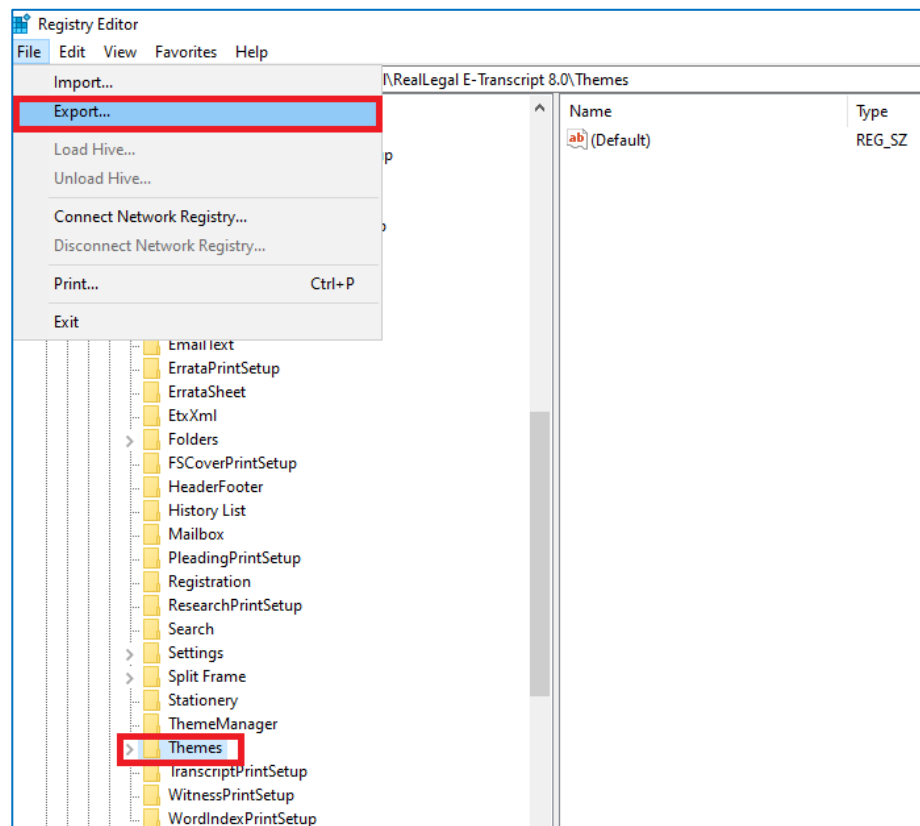 Registry Editor
File Edit View Favorites Help
l\RealLegal E-Transcript 8.0\Themes
Import...
Export...
Load Hive...
Unload Hive...
Connect Network Registry...
Disconnect Network Registry...
Print... Ctrl+P
Exit
Name Type
ab (Default) REG_SZ
p
EmailText
ErrataPrintSetup
ErrataSheet
EtxXml
Folders
FSCoverPrintSetup
HeaderFooter
History List
Mailbox
PleadingPrintSetup
Registration
ResearchPrintSetup
Search
Settings
Split Frame
Stationery
ThemeManager
Themes
TranscriptPrintSetup
WitnessPrintSetup
WordIndexPrintSetup